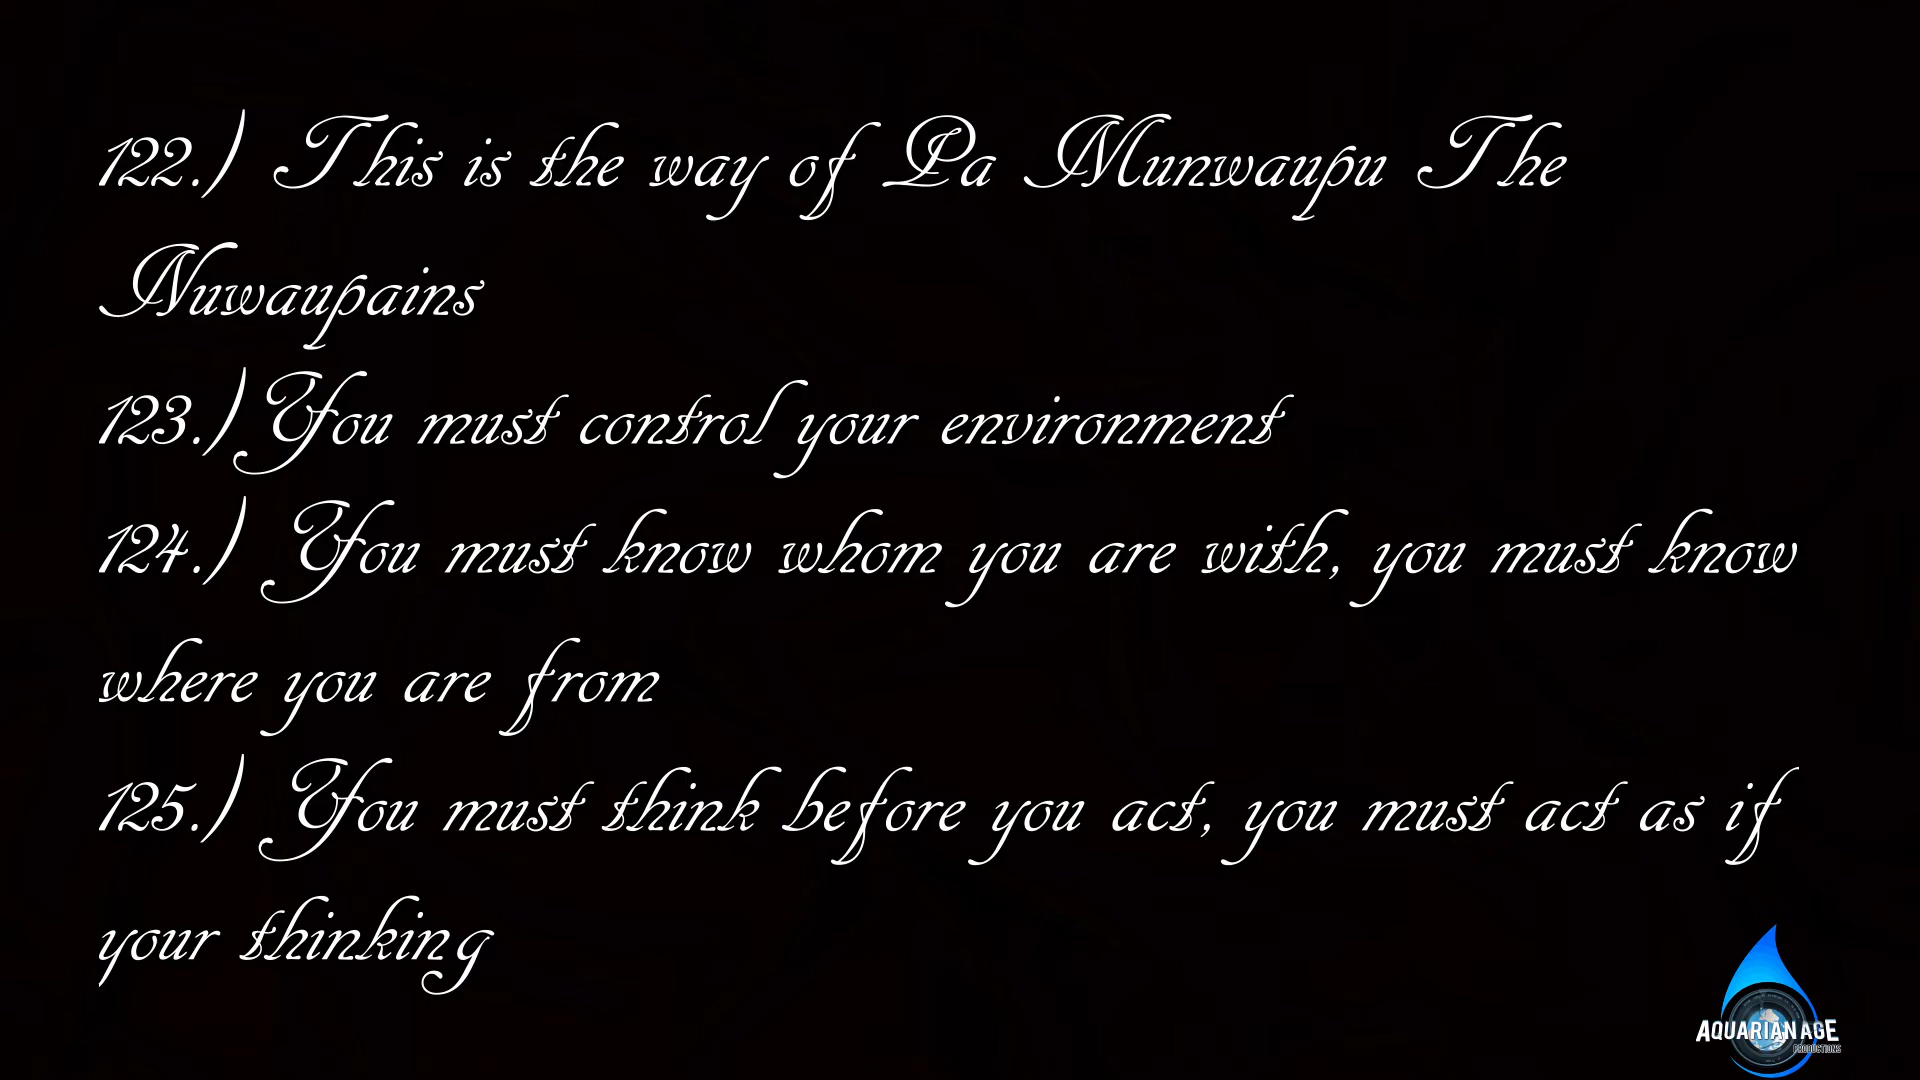 122.) This is the way of Pa Munwaupu The
Nuwaupains
123.) You must control your environment
124.) You must know whom you are with, you must know
where you are from
125.) You must think before you act, you must act as if
your thinking
AQUARIAN AGE
PRODUCTIONS